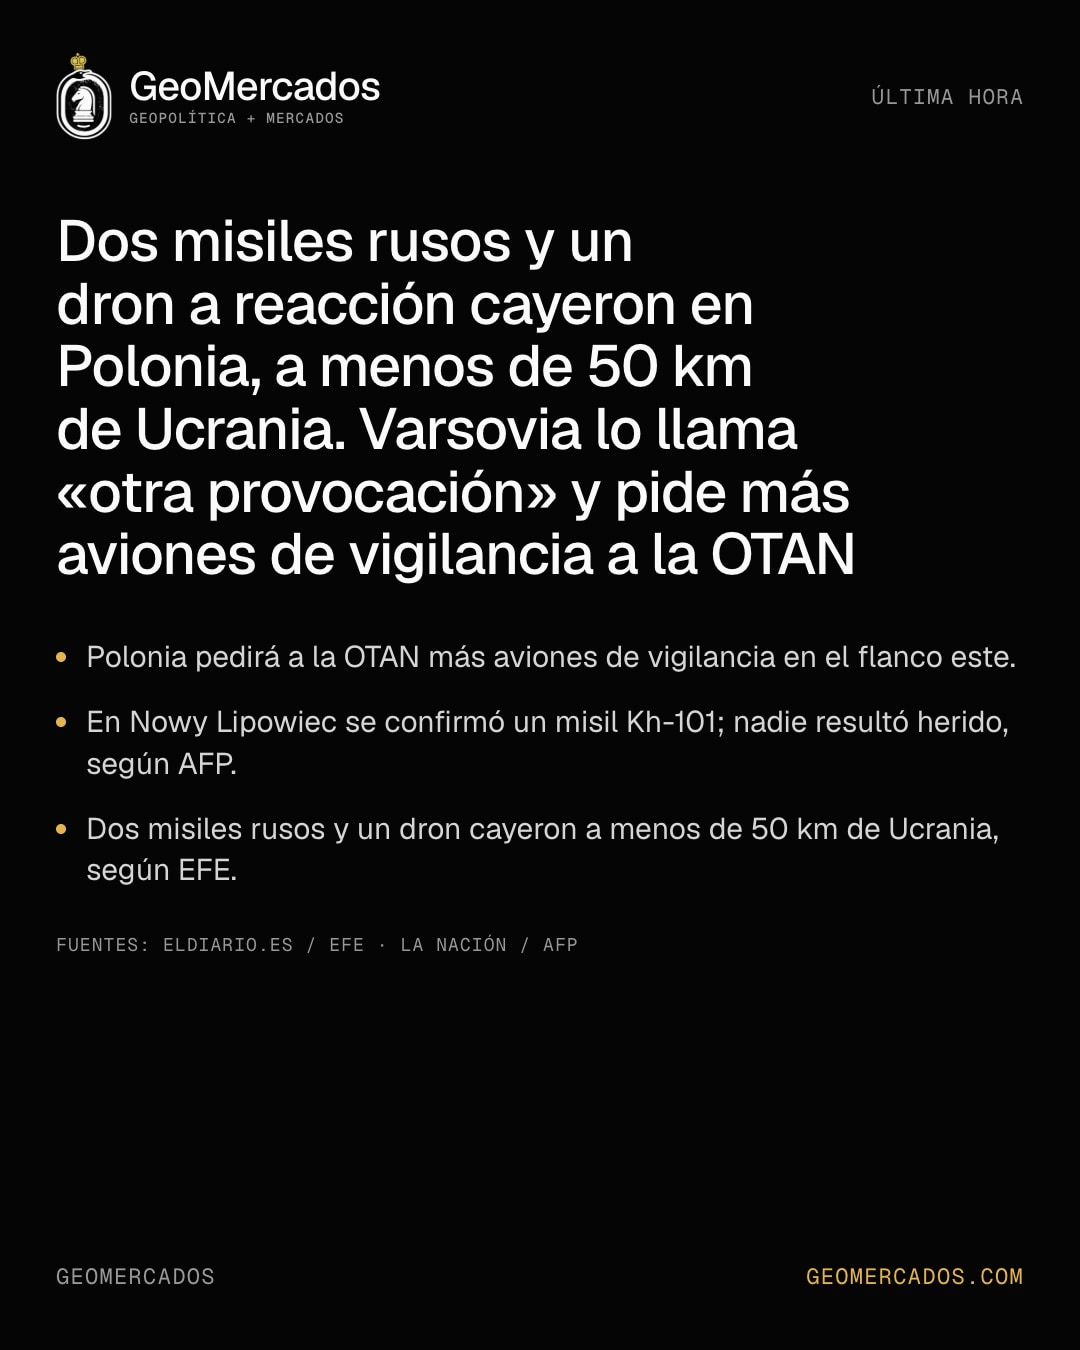 GeoMercados
GEOPOLÍTICA + MERCADOS
ÚLTIMA HORA
Dos misiles rusos y un
dron a reacción cayeron en
Polonia, a menos de 50 km
de Ucrania. Varsovia lo llama
«otra provocación» y pide más
aviones de vigilancia a la OTAN
• Polonia pedirá a la OTAN más aviones de vigilancia en el flanco este.
• En Nowy Lipowiec se confirmó un misil Kh-101; nadie resultó herido,
según AFP.
• Dos misiles rusos y un dron cayeron a menos de 50 km de Ucrania,
según EFE.
FUENTES: ELDIARIO.ES / EFE · LA NACIÓN / AFP
GEOMERCADOS
GEOMERCADOS.COM